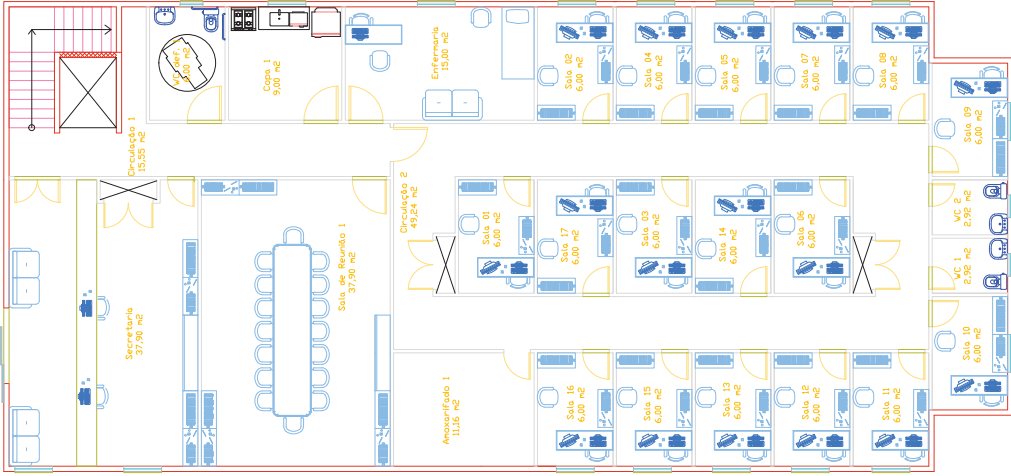 WC def.
Copa 1
9,00 m2
Enfermaria
15,00 m2
Sala 02
6,00 m2
Sala 04
6,00 m2
Sala 05
6,00 m2
Sala 07
6,00 m2
Sala 08
6,00 m2
Sala 09
6,00 m2
Circulação 1
15,55 m2
Circulação 2
49,24 m2
Sala 01
6,00 m2
Sala 17
6,00 m2
Sala 03
6,00 m2
Sala 14
6,00 m2
Sala 06
6,00 m2
WC 2
2,92 m2
WC 1
2,92 m2
Secretaria
37,90 m2
Sala de Reunião 1
37,90 m2
Amoxarifado 1
11,16 m2
Sala 16
6,00 m2
Sala 15
6,00 m2
Sala 13
6,00 m2
Sala 12
6,00 m2
Sala 11
6,00 m2
Sala 10
6,00 m2